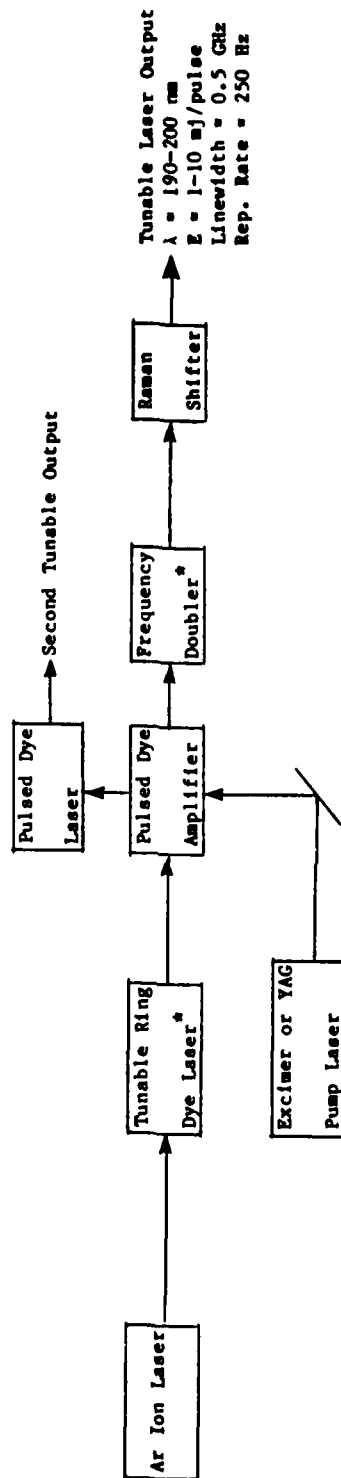 Ar Ion Laser
Tunable Ring
Dye Laser*
Excimer or YAG
Pump Laser
Pulsed Dye
Laser
Second Tunable Output
Pulsed Dye
Amplifier
Frequency
Doubler*
Raman
Shifter
Tunable Laser Output
λ = 190-200 nm
E = 1-10 mj/pulse
Linewidth = 0.5 GHz
Rep. Rate = 250 Hz